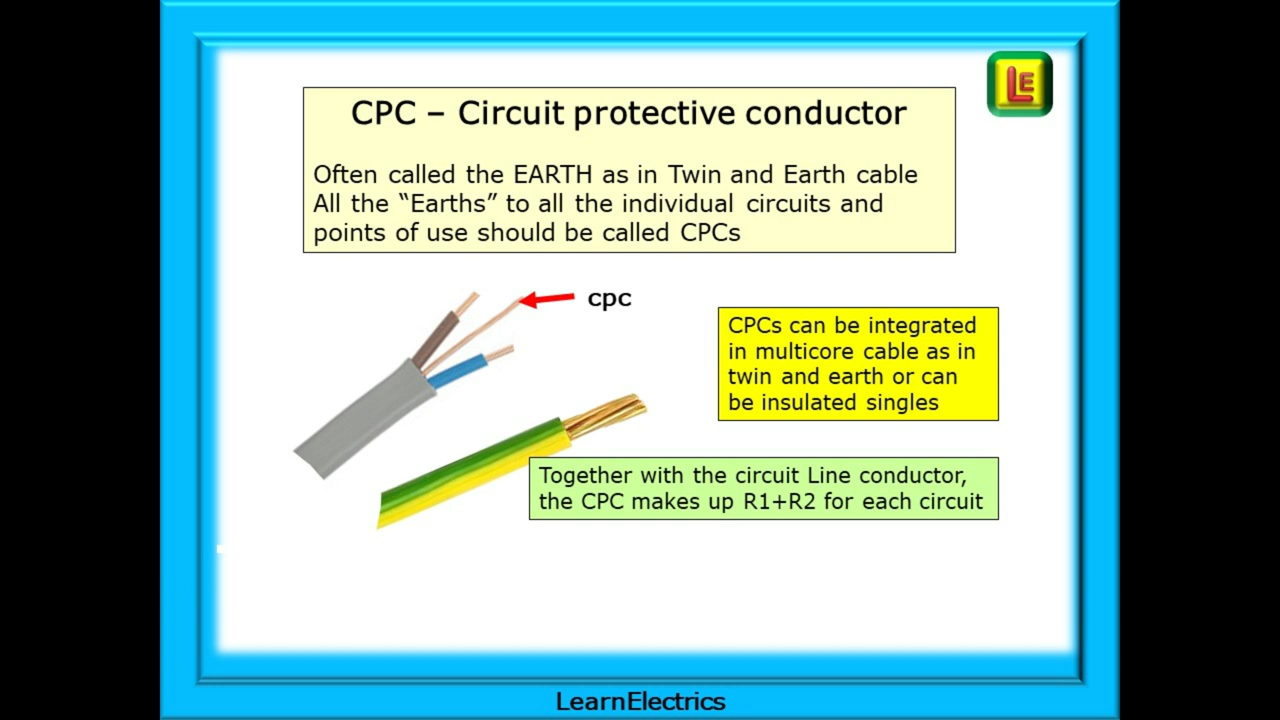 LE
CPC – Circuit protective conductor
Often called the EARTH as in Twin and Earth cable
All the “Earths” to all the individual circuits and
points of use should be called CPCs
cpc
CPCs can be integrated
in multicore cable as in
twin and earth or can
be insulated singles
Together with the circuit Line conductor,
the CPC makes up R1+R2 for each circuit
LearnElectrics